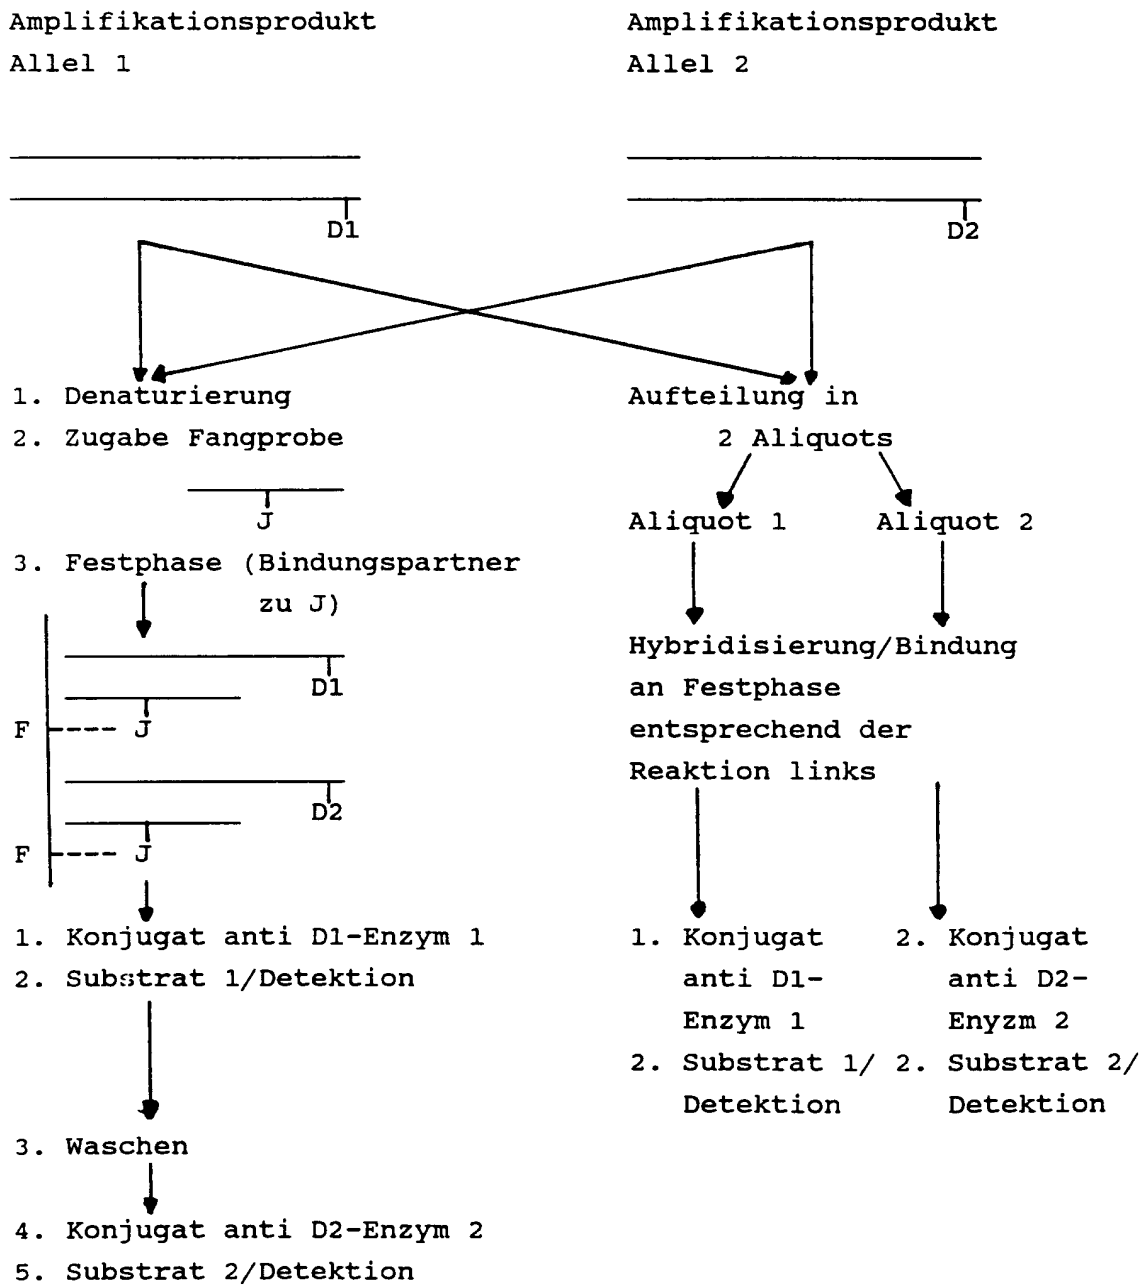 Amplifikationsprodukt
Allel 1
Amplifikationsprodukt
Allel 2
D1
D2
1. Denaturierung
2. Zugabe Fangprobe
J
3. Festphase (Bindungspartner
zu J)
D1
F ---- J
D2
F ---- J
1. Konjugat anti D1-Enzym 1
2. Substrat 1/Detektion
3. Waschen
4. Konjugat anti D2-Enzym 2
5. Substrat 2/Detektion
Aufteilung in
2 Aliquots
Aliquot 1
Aliquot 2
Hybridisierung/Bindung
an Festphase
entsprechend der
Reaktion links
1. Konjugat
anti D1-
Enzym 1
2. Substrat 1/
Detektion
2. Konjugat
anti D2-
Enyzm 2
2. Substrat 2/
Detektion